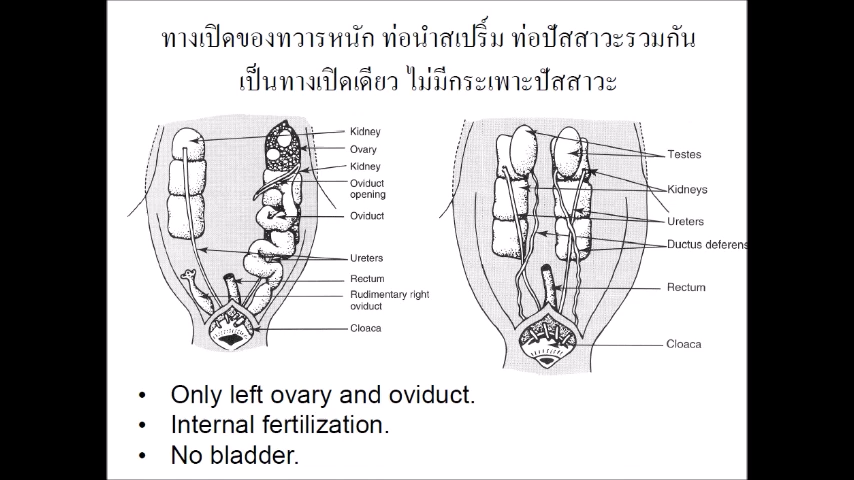 ทางเปิดของทวารหนัก ท่อนำสเปริ์ม ท่อปัสสาวะรวมกัน
เป็นทางเปิดเดียว ไม่มีกระเพาะปัสสาวะ
Kidney
Ovary
Kidney
Oviduct
opening
Oviduct
Ureters
Rectum
Rudimentary right
oviduct
Cloaca
Testes
Kidneys
Ureters
Ductus deferens
Rectum
Cloaca
• Only left ovary and oviduct.
• Internal fertilization.
• No bladder.